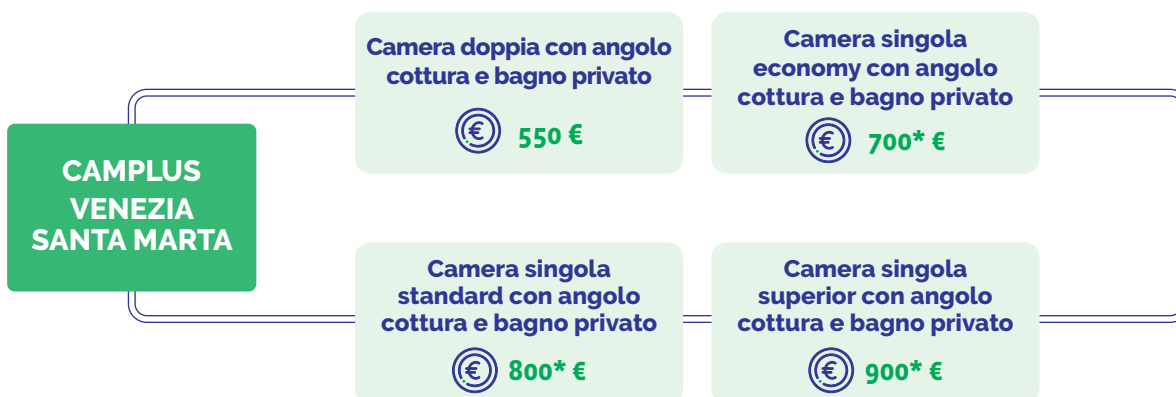 CAMPLUS
VENEZIA
SANTA MARTA
Camera doppia con angolo
cottura e bagno privato
€ 550 €
Camera singola
economy con angolo
cottura e bagno privato
€ 700* €
Camera singola
standard con angolo
cottura e bagno privato
€ 800* €
Camera singola
superior con angolo
cottura e bagno privato
€ 900* €